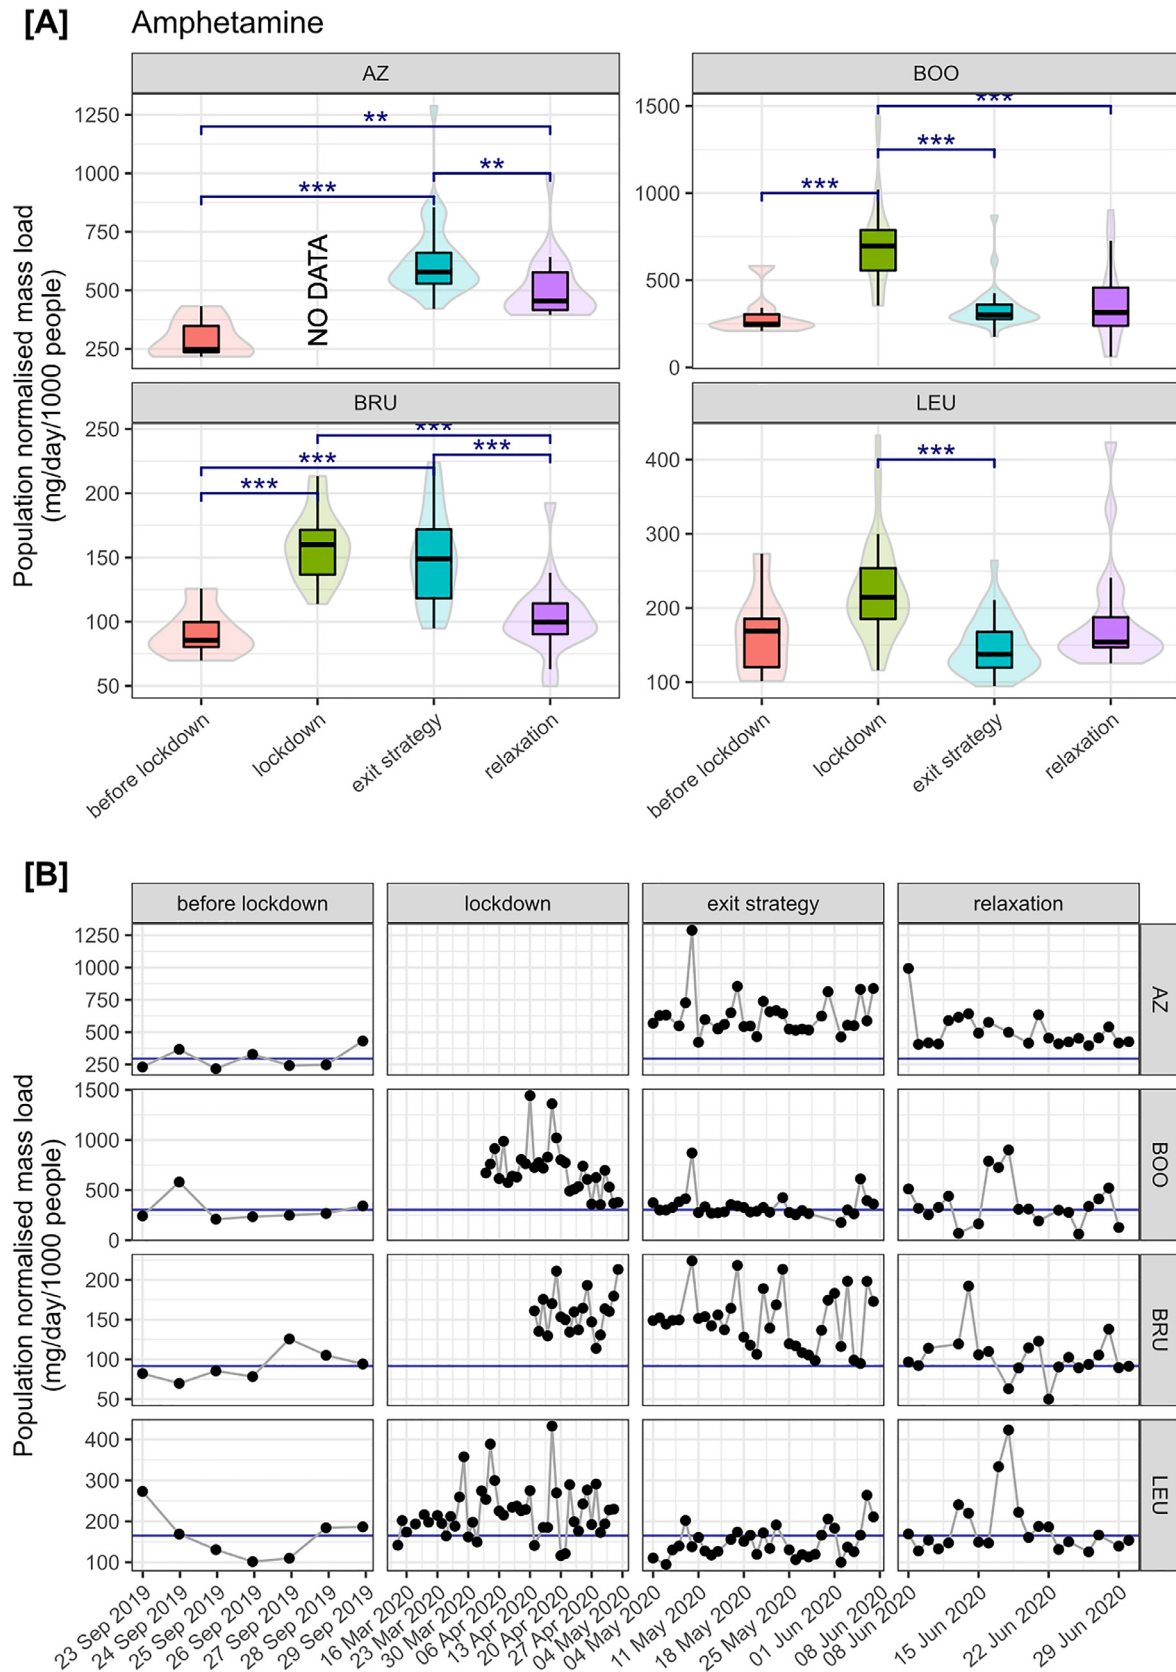 [A] Amphetamine
AZ
BOO
Population normalised mass load
(mg/day/1000 people)
1250
1000
750
500
250
**
***
**
NO DATA
1500
1000
500
0
***
***
***
BRU
LEU
250
200
150
100
50
***
***
***
***
400
300
200
100
***
before lockdown
lockdown
exit strategy
relaxation
before lockdown
lockdown
exit strategy
relaxation
[B]
before lockdown
lockdown
exit strategy
relaxation
Population normalised mass load
(mg/day/1000 people)
1250
1000
750
500
250
AZ
1500
1000
500
0
BOO
200
150
100
50
BRU
400
300
200
100
LEU
23 Sep 2019
24 Sep 2019
25 Sep 2019
26 Sep 2019
27 Sep 2019
28 Sep 2019
29 Sep 2019
16 Mar 2020
23 Mar 2020
30 Mar 2020
06 Apr 2020
13 Apr 2020
20 Apr 2020
27 Apr 2020
04 May 2020
04 May 2020
11 May 2020
18 May 2020
25 May 2020
01 Jun 2020
08 Jun 2020
08 Jun 2020
15 Jun 2020
22 Jun 2020
29 Jun 2020